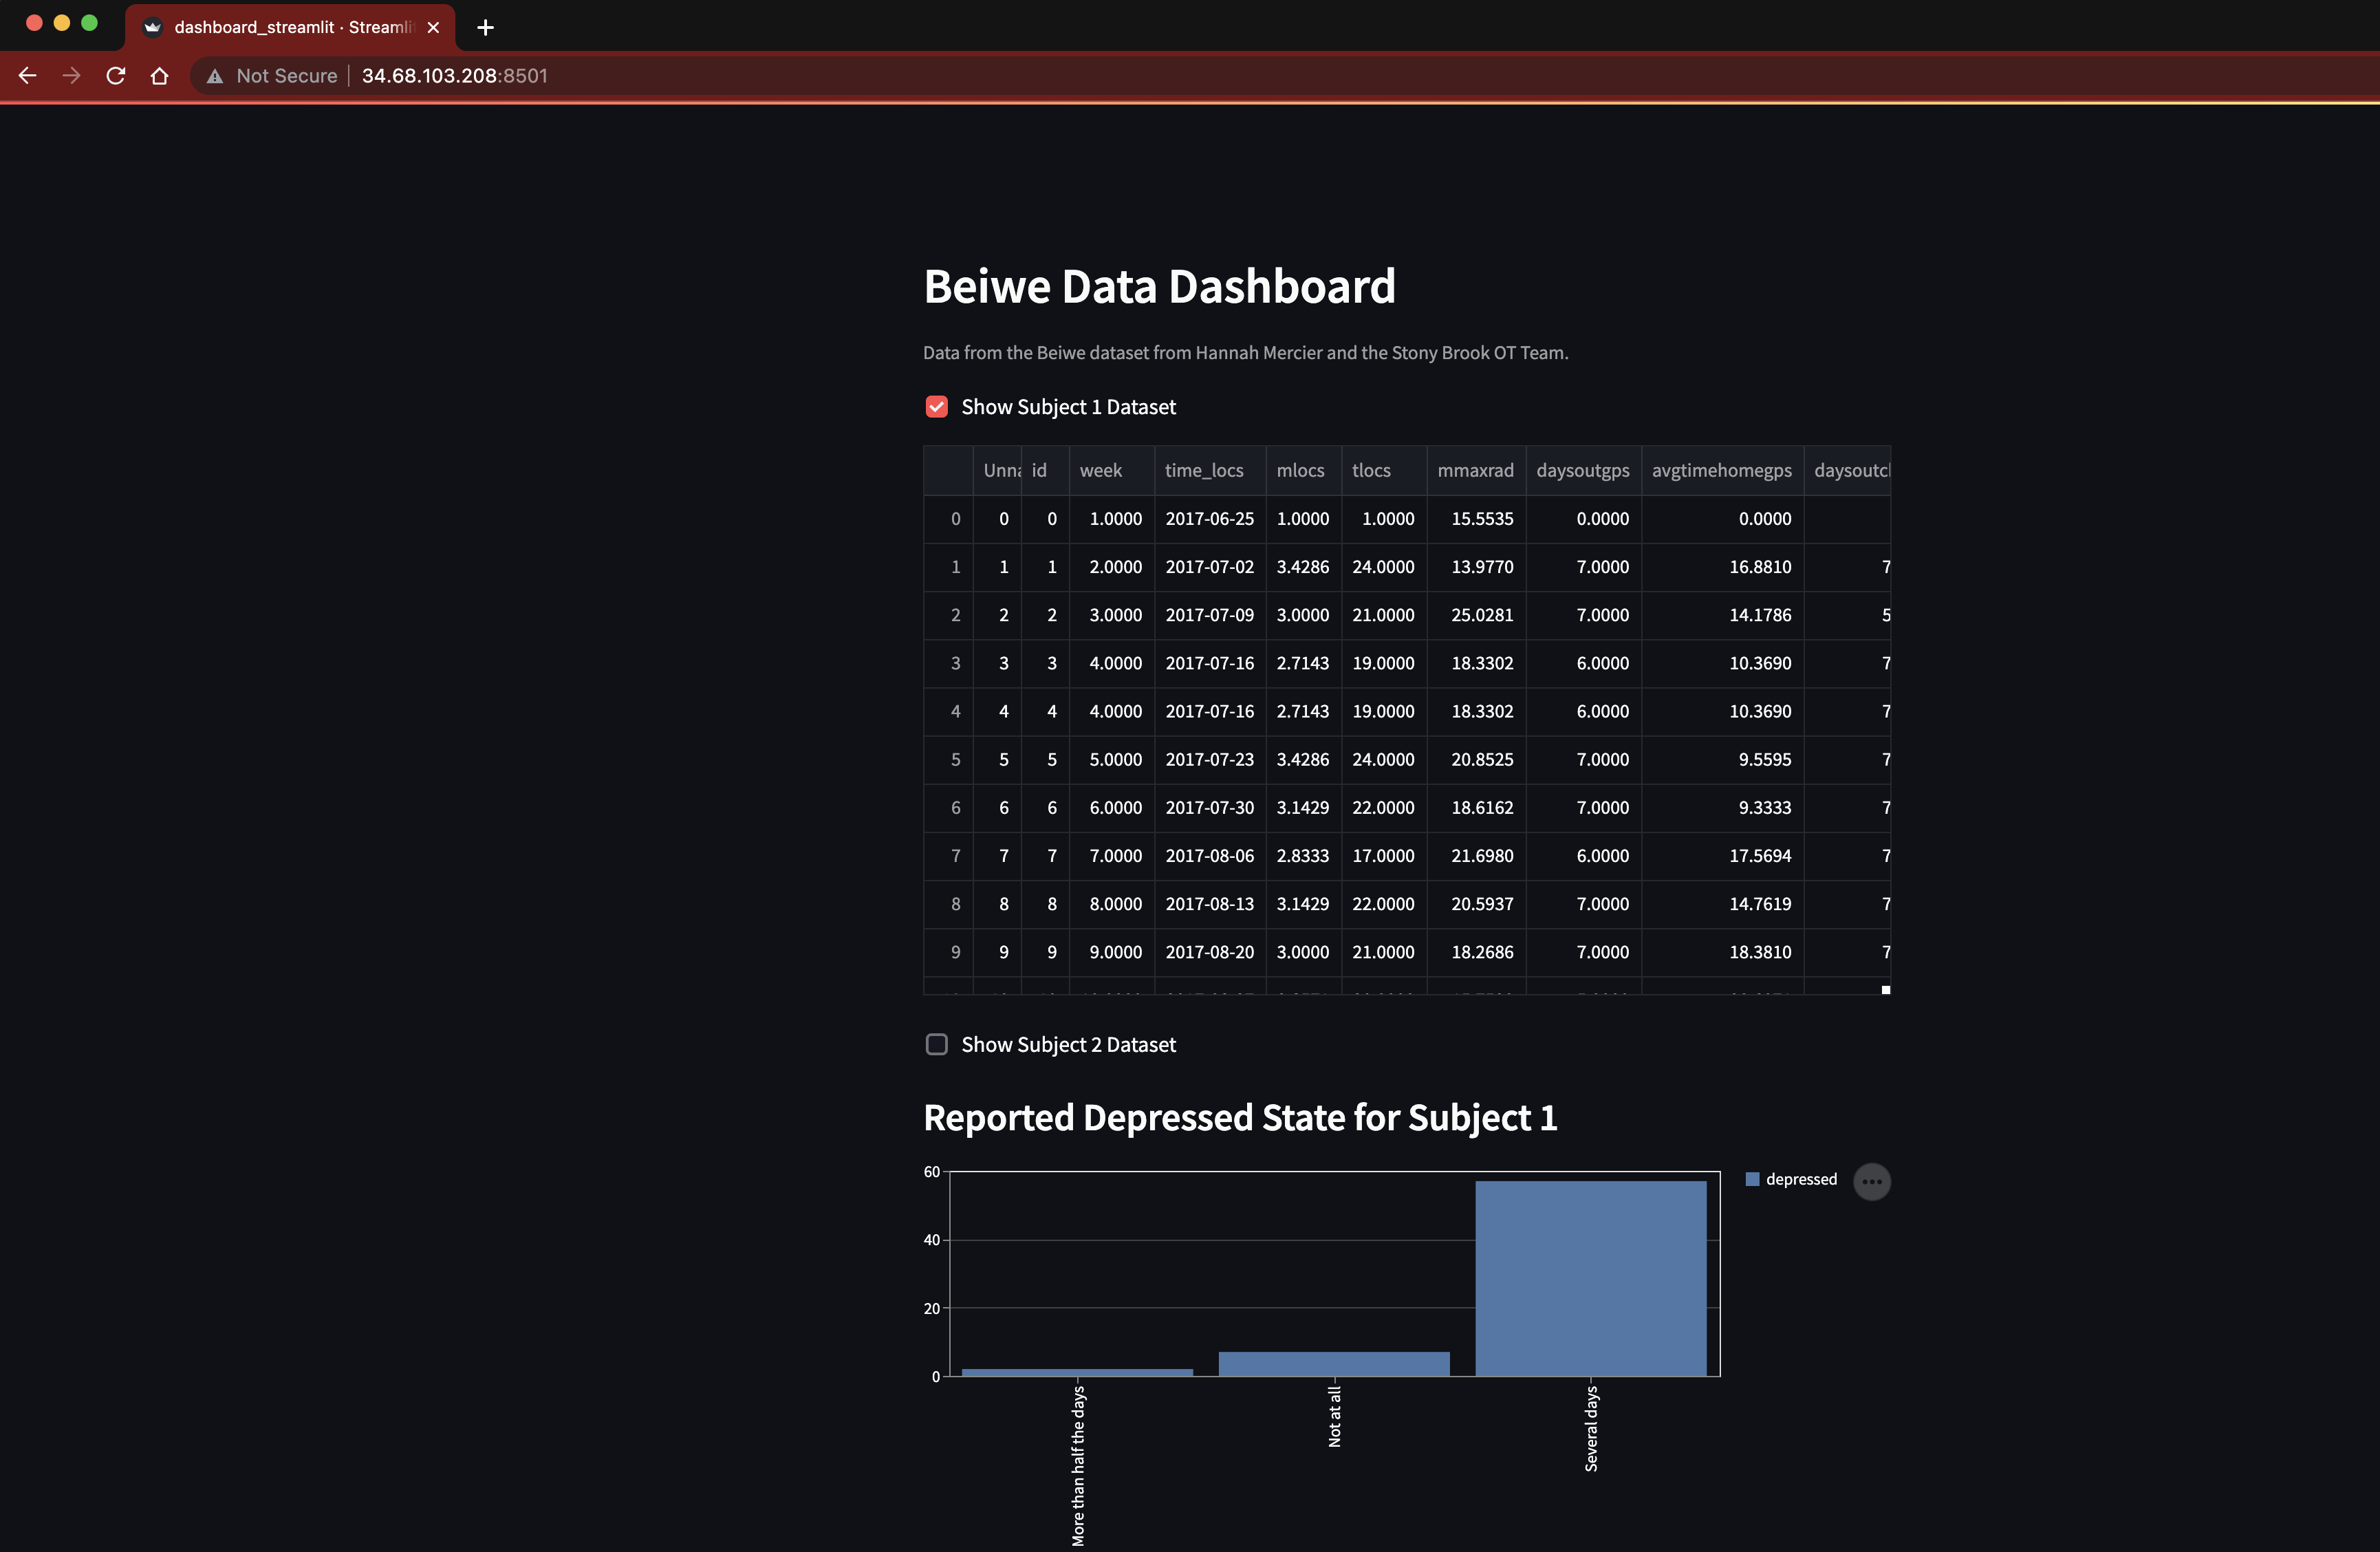 dashboard_streamlit · Streamli
Not Secure 34.68.103.208:8501
Beiwe Data Dashboard
Data from the Beiwe dataset from Hannah Mercier and the Stony Brook OT Team.
Show Subject 1 Dataset
Unna id week time_locs mlocs tlocs mmaxrad daysoutgps avgtimehomegps daysoutcl
0 0 0 1.0000 2017-06-25 1.0000 1.0000 15.5535 0.0000 0.0000
1 1 1 2.0000 2017-07-02 3.4286 24.0000 13.9770 7.0000 16.8810 7
2 2 2 3.0000 2017-07-09 3.0000 21.0000 25.0281 7.0000 14.1786 5
3 3 3 4.0000 2017-07-16 2.7143 19.0000 18.3302 6.0000 10.3690 7
4 4 4 4.0000 2017-07-16 2.7143 19.0000 18.3302 6.0000 10.3690 7
5 5 5 5.0000 2017-07-23 3.4286 24.0000 20.8525 7.0000 9.5595 7
6 6 6 6.0000 2017-07-30 3.1429 22.0000 18.6162 7.0000 9.3333 7
7 7 7 7.0000 2017-08-06 2.8333 17.0000 21.6980 6.0000 17.5694 7
8 8 8 8.0000 2017-08-13 3.1429 22.0000 20.5937 7.0000 14.7619 7
9 9 9 9.0000 2017-08-20 3.0000 21.0000 18.2686 7.0000 18.3810 7
Show Subject 2 Dataset
Reported Depressed State for Subject 1
60
40
20
0
depressed
More than half the days
Not at all
Several days